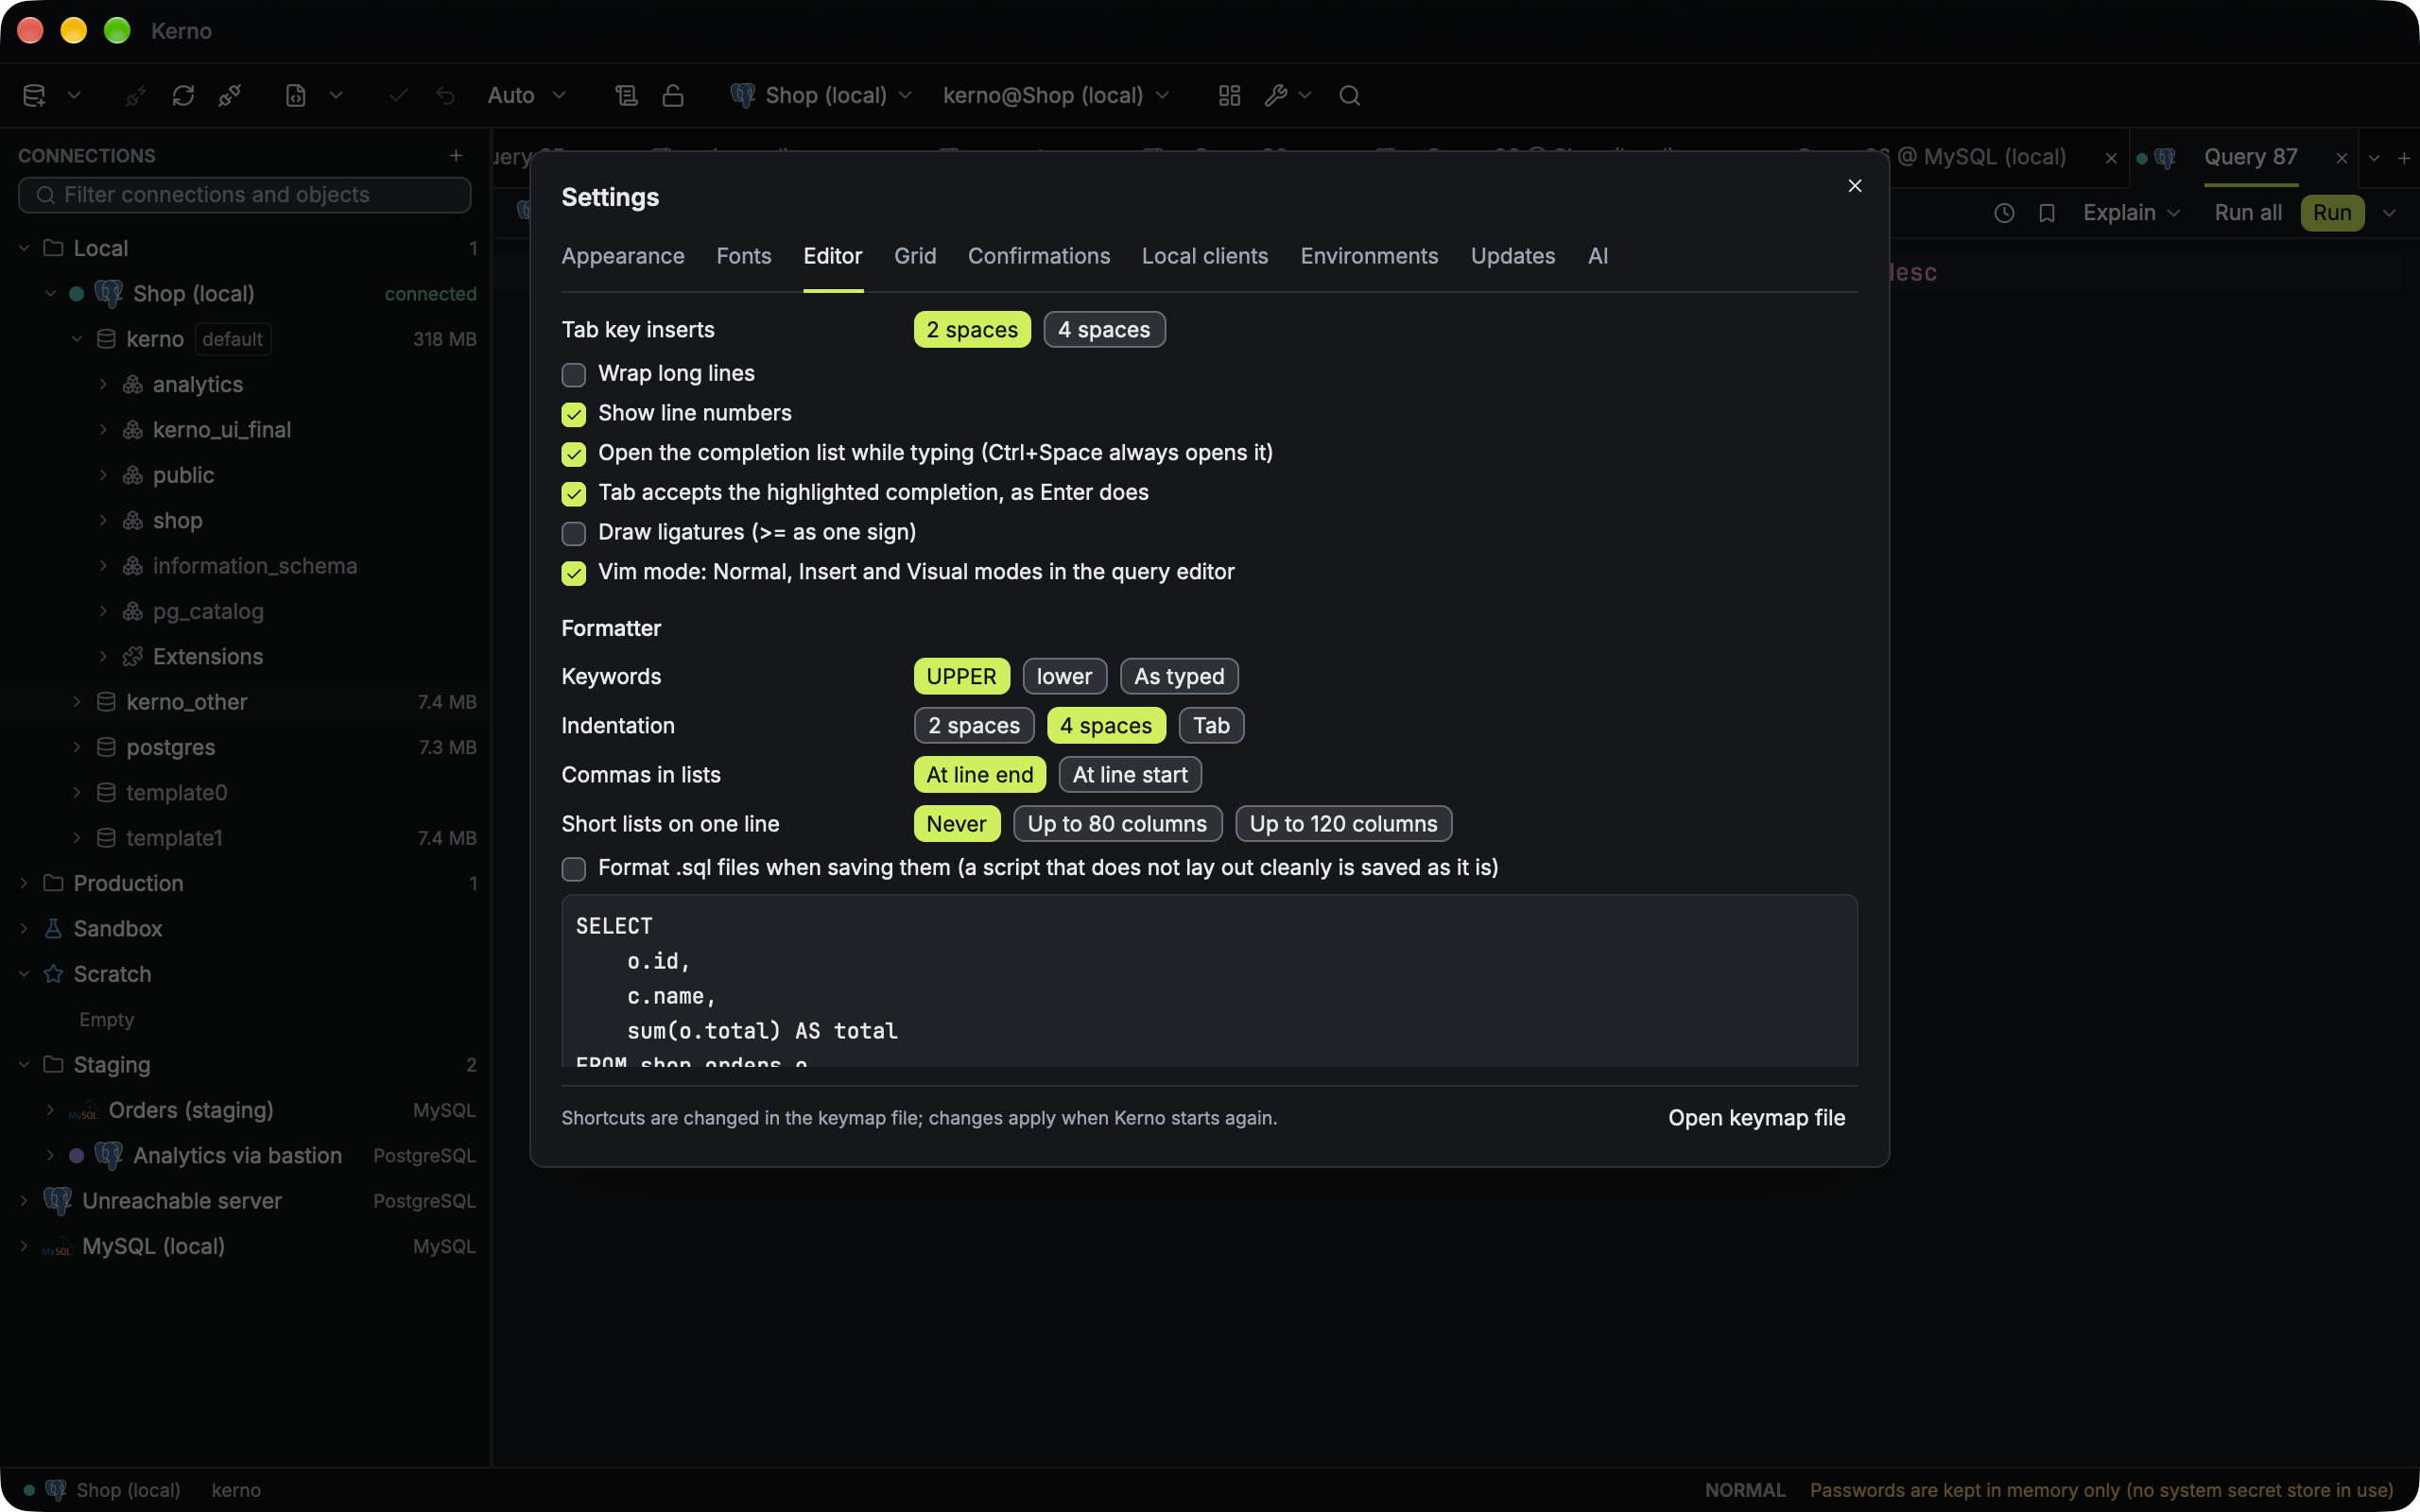 Kerno
Auto
Shop (local)
kerno@Shop (local)
CONNECTIONS
Filter connections and objects
Local 1
Shop (local) connected
kerno default 318 MB
analytics
kerno_ui_final
public
shop
information_schema
pg_catalog
Extensions
kerno_other 7.4 MB
postgres 7.3 MB
template0
template1 7.4 MB
Production 1
Sandbox
Scratch
Empty
Staging 2
MySQL Orders (staging) MySQL
Analytics via bastion PostgreSQL
Unreachable server PostgreSQL
MySQL MySQL (local) MySQL
@ MySQL (local)
Query 87
Explain
Run all
Run
Settings
Appearance Fonts Editor Grid Confirmations Local clients Environments Updates AI
Tab key inserts 2 spaces 4 spaces
Wrap long lines
Show line numbers
Open the completion list while typing (Ctrl+Space always opens it)
Tab accepts the highlighted completion, as Enter does
Draw ligatures (>= as one sign)
Vim mode: Normal, Insert and Visual modes in the query editor
Formatter
Keywords UPPER lower As typed
Indentation 2 spaces 4 spaces Tab
Commas in lists At line end At line start
Short lists on one line Never Up to 80 columns Up to 120 columns
Format .sql files when saving them (a script that does not lay out cleanly is saved as it is)
SELECT
o.id,
c.name,
sum(o.total) AS total
FROM shop.orders o
Shortcuts are changed in the keymap file; changes apply when Kerno starts again.
Open keymap file
Shop (local) kerno
NORMAL Passwords are kept in memory only (no system secret store in use)